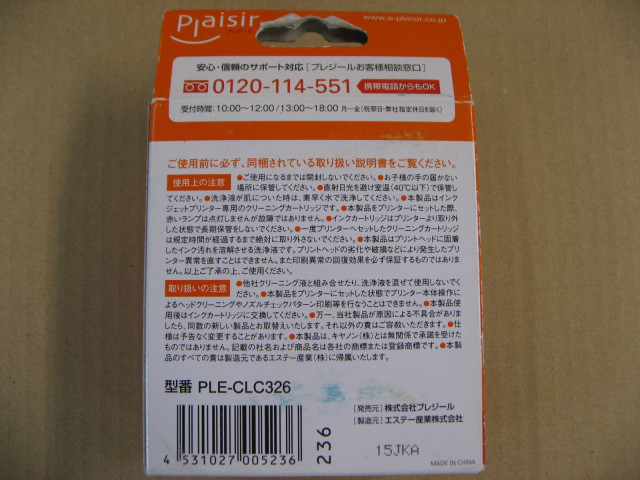 Plaisir
プレジール
www.e-plaisir.co.jp
安心・信頼のサポート対応[プレジールお客様相談窓口]
0120-114-551 携帯電話からもOK
受付時間:10:00〜12:00/13:00〜18:00 月〜金(祝祭日・弊社指定休日を除く)
ご使用前に必ず、同梱されている取り扱い説明書をご覧ください。
使用上の注意 ●ご使用になるまでは開封しないでください。●お子様の手の届かない
場所に保管してください。●直射日光を避け室温(40℃以下)で保管し
てください。●洗浄液が肌についた時は、素早く水で洗浄してください。●本製品はインク
ジェットプリンター専用のクリーニングカートリッジです。●本製品をプリンターにセットした際、
赤いランプは点灯しませんが故障ではありません。●インクカートリッジはプリンターより取り外
した状態で長期保管をしないでください。●一度プリンターへセットしたクリーニングカートリッジ
は規定時間が経過するまで絶対に取り外さないでください。●本製品はプリントヘッドに固着
したインク汚れを溶解させる洗浄液です。プリントヘッドの劣化や破損などにより発生したプリ
ンター異常を直すことはできません。また印刷異常の回復効果を必ず保証するものではありま
せん。以上ご了承の上、ご使用ください。
取り扱いの注意 ●他社クリーニング液と組み合せたり、洗浄液を混ぜて使用しないでく
ださい。●本製品をプリンターにセットした状態でプリンター本体操作に
よるヘッドクリーニングやノズルチェックパターン印刷等を行なうことはできません。●本製品使
用後はインクカートリッジに交換してください。●万一、当社製品が原因による不具合がありま
したら、同数の新しい製品とお取替えいたします。それ以外の責はご容赦いただきます。●仕
様は予告なく変更することがあります。●本製品は、キヤノン(株)とは無関係で承諾を受けた
ものではありません。記載の社名および商品名は各社の商標または登録商標です。●本製
品のすべての責は製造元であるエステー産業(株)に帰属いたします。
型番 PLE-CLC326
[発売元] 株式会社プレジール
[製造元] エステー産業株式会社
236
4 531027 005236
15JKA
MADE IN CHINA